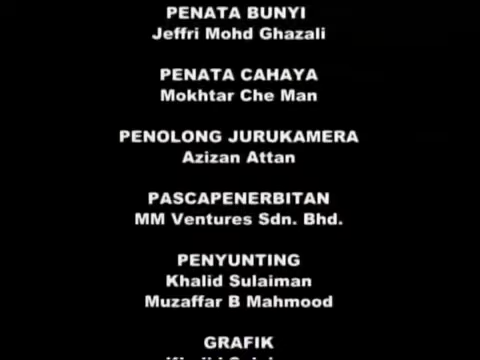 PENATA BUNYI
Jeffri Mohd Ghazali
PENATA CAHAYA
Mokhtar Che Man
PENOLONG JURUKAMERA
Azizan Attan
PASCAPENERBITAN
MM Ventures Sdn. Bhd.
PENYUNTING
Khalid Sulaiman
Muzaffar B Mahmood
GRAFIK